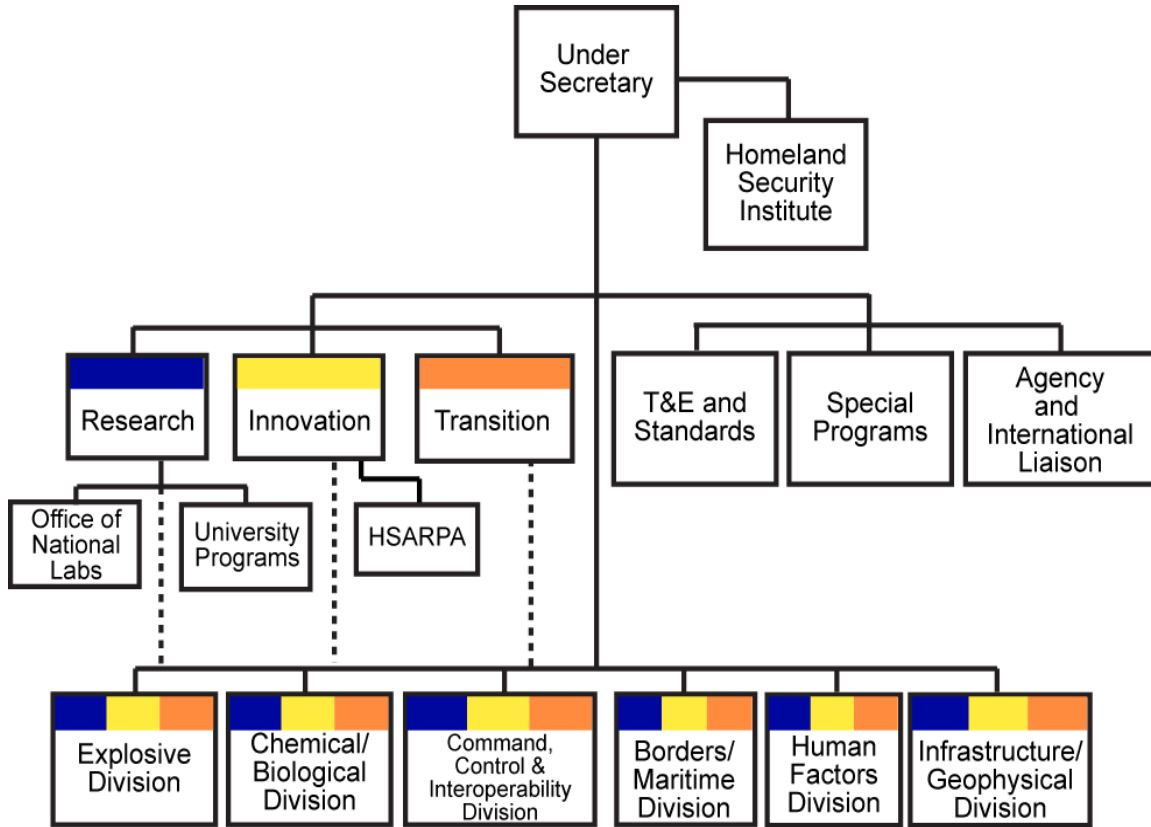 Under
Secretary
Homeland
Security
Institute
Research
Innovation
Transition
T&E and
Standards
Special
Programs
Agency
and
International
Liaison
Office of
National
Labs
University
Programs
HSARPA
Explosive
Division
Chemical/
Biological
Division
Command,
Control &
Interoperability
Division
Borders/
Maritime
Division
Human
Factors
Division
Infrastructure/
Geophysical
Division